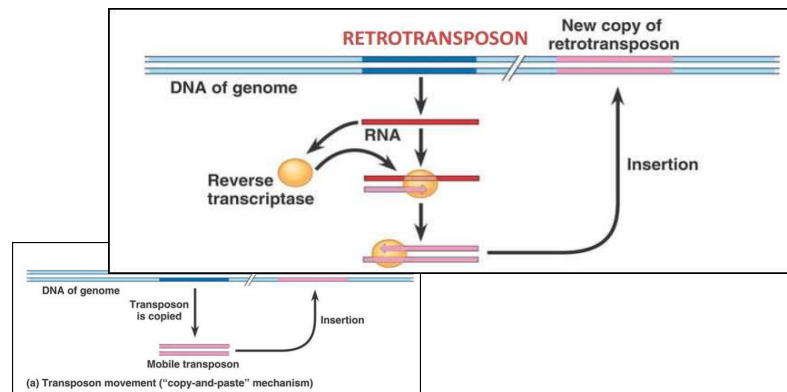 RETROTRANSPOSON
New copy of
retrotransposon
DNA of genome
RNA
Reverse
transcriptase
Insertion
DNA of genome
Transposon
is copied
Insertion
Mobile transposon
(a) Transposon movement (“copy-and-paste” mechanism)